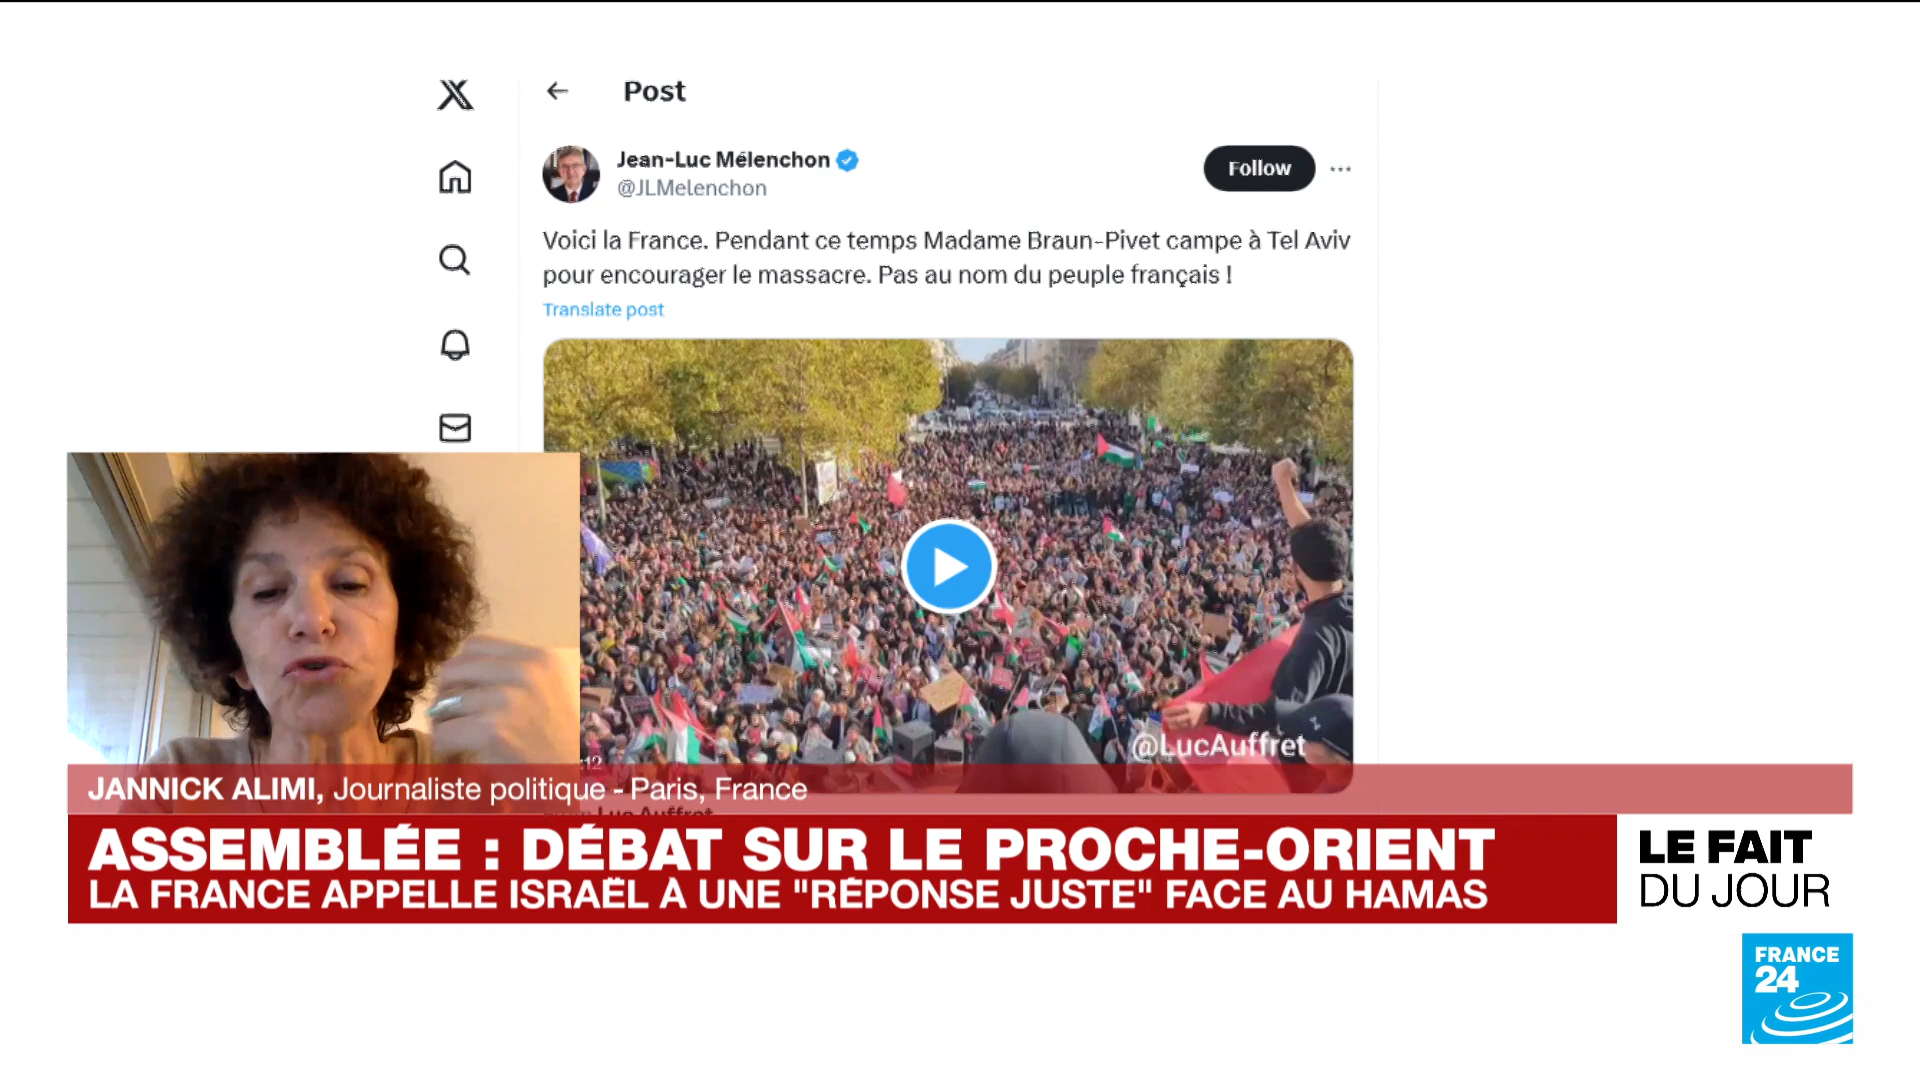 Post
Jean-Luc Mélenchon
Follow
@JLMelenchon
Voici la France. Pendant ce temps Madame Braun-Pivet campe à Tel Aviv
pour encourager le massacre. Pas au nom du peuple français !
Translate post
@LucAuffret
:12
JANNICK ALIMI, Journaliste politique - Paris, France
Luc Auffret
ASSEMBLÉE : DÉBAT SUR LE PROCHE-ORIENT
LA FRANCE APPELLE ISRAËL À UNE "RÉPONSE JUSTE" FACE AU HAMAS
LE FAIT
DU JOUR
FRANCE
24